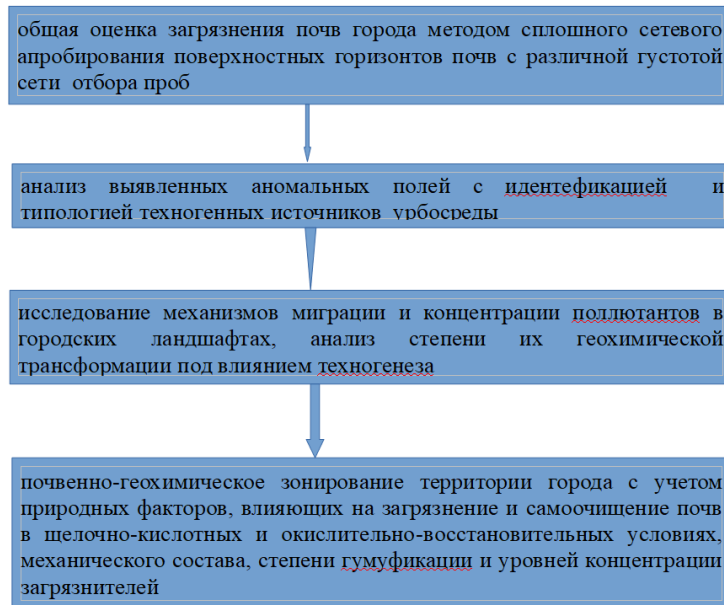 общая оценка загрязнения почв города методом сплошного сетевого
апробирования поверхностных горизонтов почв с различной густотой
сети отбора проб
анализ выявленных аномальных полей с идентефикацией и
типологией техногенных источников урбосреды
исследование механизмов миграции и концентрации поллютантов в
городских ландшафтах, анализ степени их геохимической
трансформации под влиянием техногенеза
почвенно-геохимическое зонирование территории города с учетом
природных факторов, влияющих на загрязнение и самоочищение почв
в щелочно-кислотных и окислительно-восстановительных условиях,
механического состава, степени гумуфикации и уровней концентрации
загрязнителей